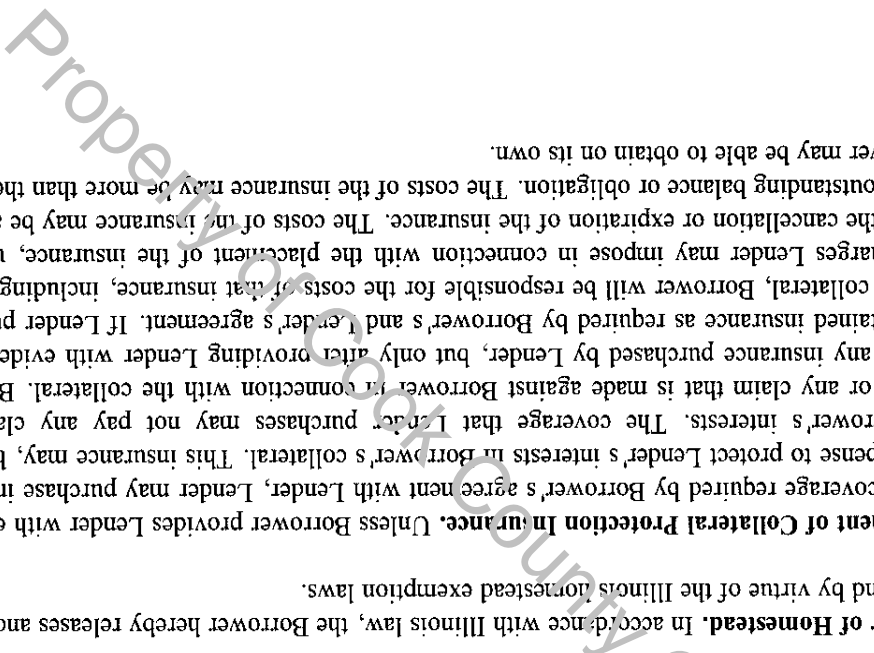 r of Homestead. In accordance with Illinois law, the Borrower hereby releases and
nd by virtue of the Illinois homestead exemption laws.
nent of Collateral Protection Insurance. Unless Borrower provides Lender with e
coverage required by Borrower's agreement with Lender, Lender may purchase in
pense to protect Lender's interests in Borrower's collateral. This insurance may, b
rower's interests. The coverage that Lender purchases may not pay any cla
or any claim that is made against Borrower in connection with the collateral. B
any insurance purchased by Lender, but only after providing Lender with evide
tained insurance as required by Borrower's and Lender's agreement. If Lender pu
collateral, Borrower will be responsible for the costs of that insurance, including
harges Lender may impose in connection with the placement of the insurance, u
the cancellation or expiration of the insurance. The costs of the insurance may be a
outstanding balance or obligation. The costs of the insurance may be more than the
wer may be able to obtain on its own.
Property of Cook County